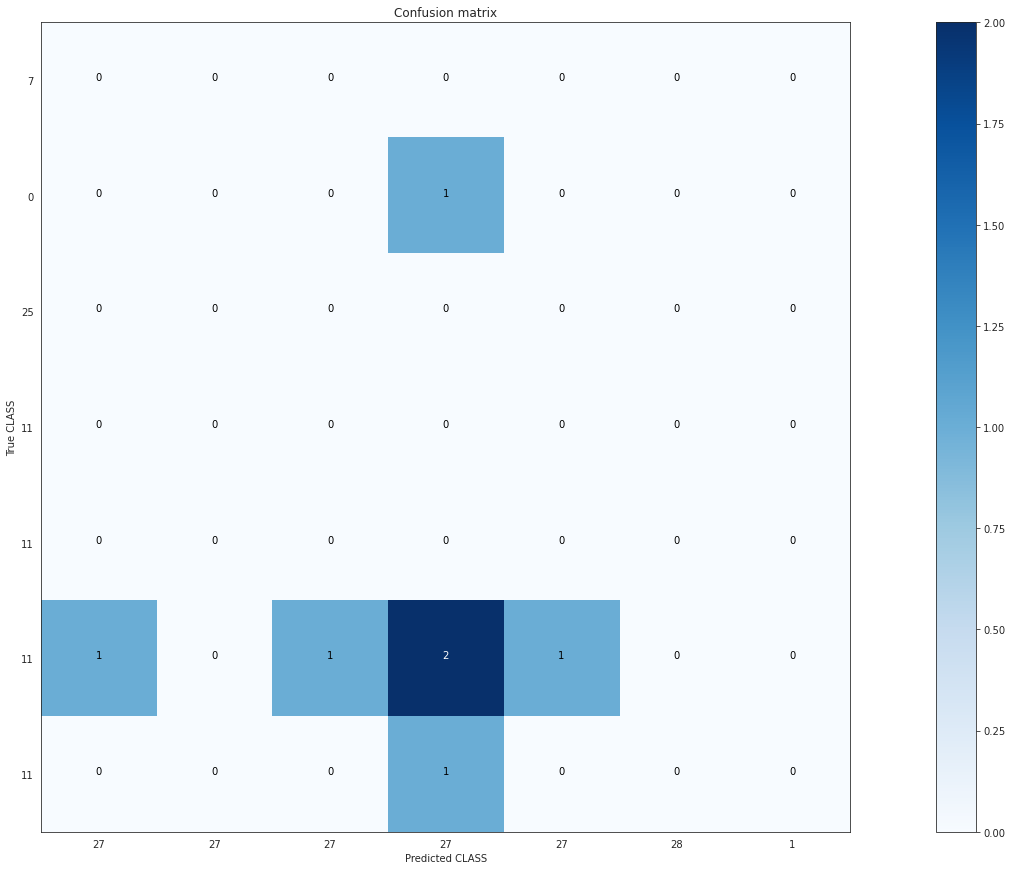 Confusion matrix
7 0 0 0 0 0 0 0
0 0 0 0 1 0 0 0
25 0 0 0 0 0 0 0
11 0 0 0 0 0 0 0
11 0 0 0 0 0 0 0
11 1 0 1 2 1 0 0
11 0 0 0 1 0 0 0
27 27 27 27 27 28 1
True CLASS
Predicted CLASS
2.00
1.75
1.50
1.25
1.00
0.75
0.50
0.25
0.00